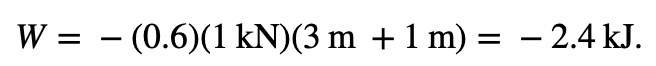 W = − (0.6)(1 kN)(3 m + 1 m) = − 2.4 kJ.